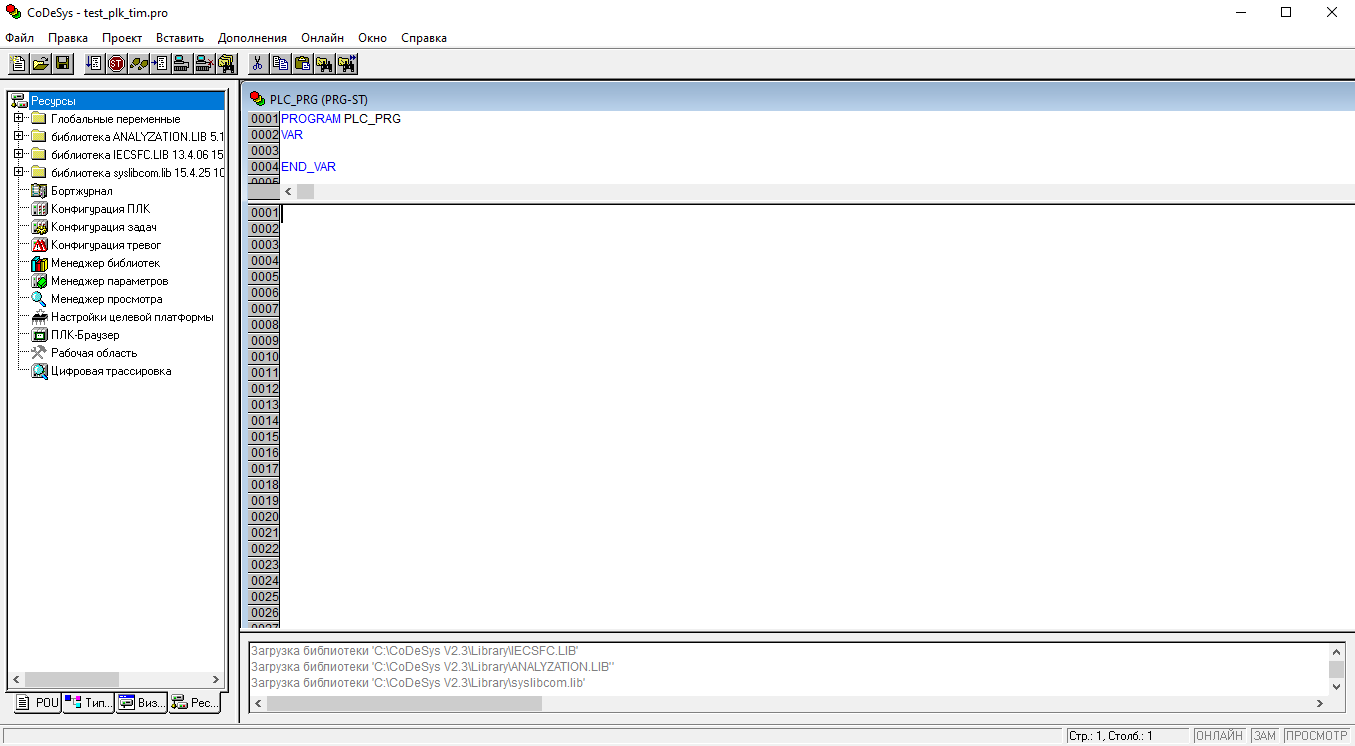 CoDeSys - test_plk_tim.pro
Файл Правка Проект Вставить Дополнения Онлайн Окно Справка
Ресурсы
Глобальные переменные
библиотека ANALYZATION.LIB 5.1
библиотека IECSFC.LIB 13.4.06 15
библиотека syslibcom.lib 15.4.25 10
Бортжурнал
Конфигурация ПЛК
Конфигурация задач
Конфигурация тревог
Менеджер библиотек
Менеджер параметров
Менеджер просмотра
Настройки целевой платформы
ПЛК-Браузер
Рабочая область
Цифровая трассировка
POU Тип... Виз... Рес...
PLC_PRG (PRG-ST)
0001 PROGRAM PLC_PRG
0002 VAR
0003
0004 END_VAR
0005
0001
0002
0003
0004
0005
0006
0007
0008
0009
0010
0011
0012
0013
0014
0015
0016
0017
0018
0019
0020
0021
0022
0023
0024
0025
0026
0027
Загрузка библиотеки 'C:\CoDeSys V2.3\Library\IECSFC.LIB'
Загрузка библиотеки 'C:\CoDeSys V2.3\Library\ANALYZATION.LIB"
Загрузка библиотеки 'C:\CoDeSys V2.3\Library\syslibcom.lib'
Стр.: 1, Столб.: 1 ОНЛАЙН ЗАМ ПРОСМОТР